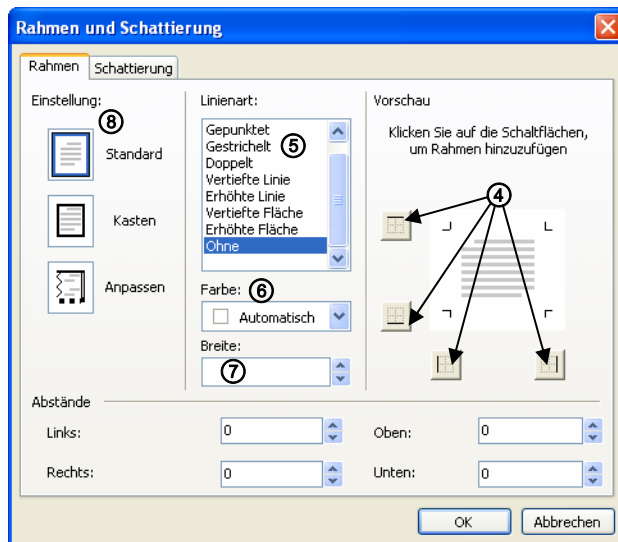 Rahmen und Schattierung
Rahmen
Schattierung
Einstellung:
8
Standard
Kasten
Anpassen
Linienart:
Gepunktet
Gestrichelt
5
Doppelt
Vertiefte Linie
Erhöhte Linie
Vertiefte Fläche
Erhöhte Fläche
Ohne
Farbe:
6
Automatisch
Breite:
7
Vorschau
Klicken Sie auf die Schaltflächen,
um Rahmen hinzuzufügen
4
Abstände
Links: 0
Oben: 0
Rechts: 0
Unten: 0
OK
Abbrechen